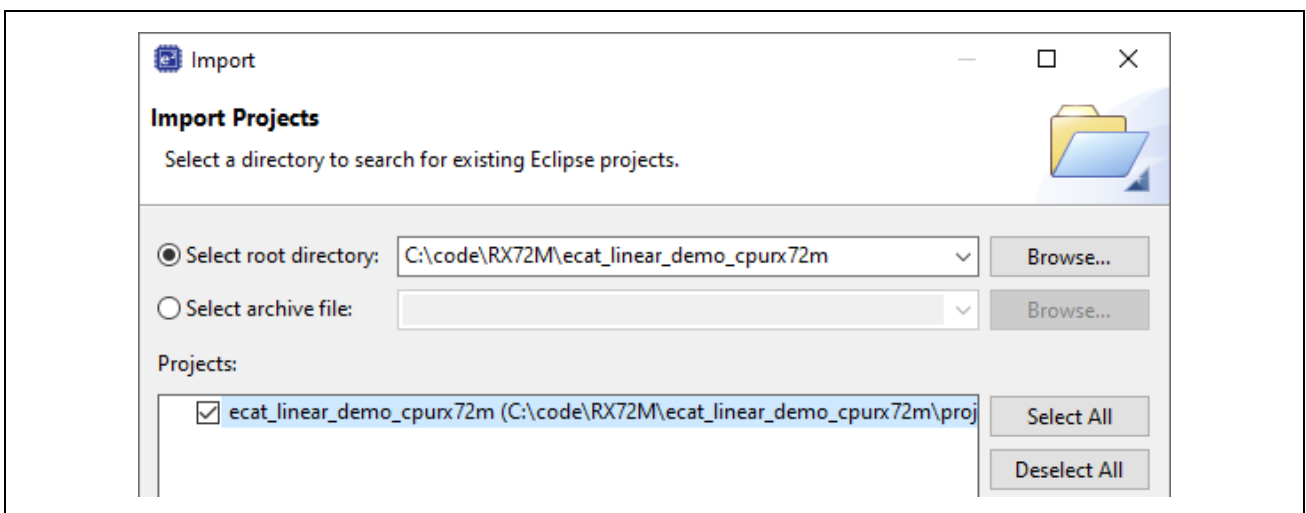 Import
Import Projects
Select a directory to search for existing Eclipse projects.
Select root directory: C:\code\RX72M\ecat_linear_demo_cpurx72m Browse...
Select archive file: Browse...
Projects:
ecat_linear_demo_cpurx72m (C:\code\RX72M\ecat_linear_demo_cpurx72m\proj Select All
Deselect All